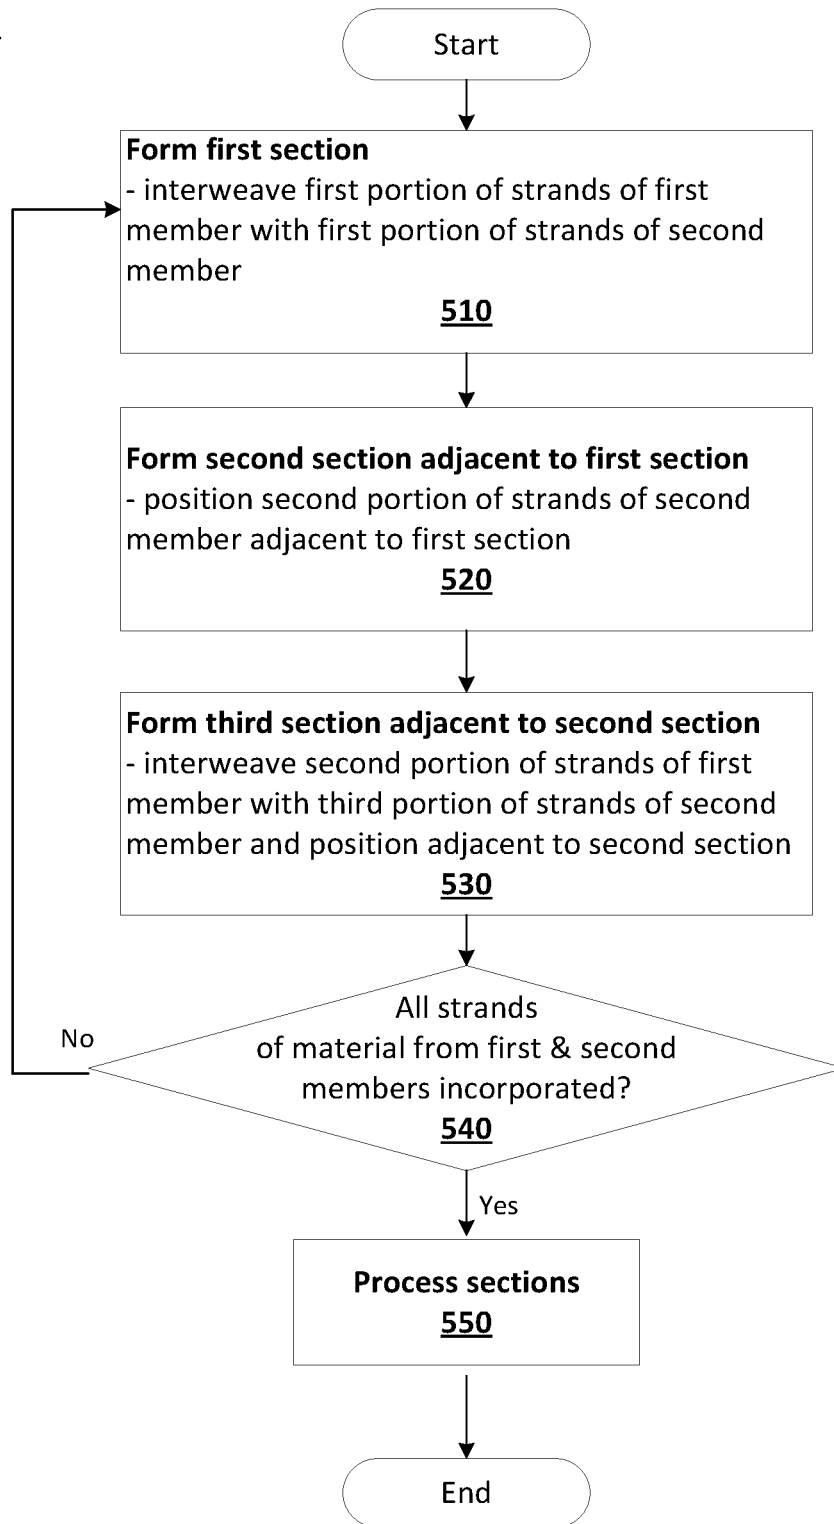 Start
Form first section
- interweave first portion of strands of first
member with first portion of strands of second
member
510
Form second section adjacent to first section
- position second portion of strands of second
member adjacent to first section
520
Form third section adjacent to second section
- interweave second portion of strands of first
member with third portion of strands of second
member and position adjacent to second section
530
All strands
of material from first & second
members incorporated?
540
No
Yes
Process sections
550
End